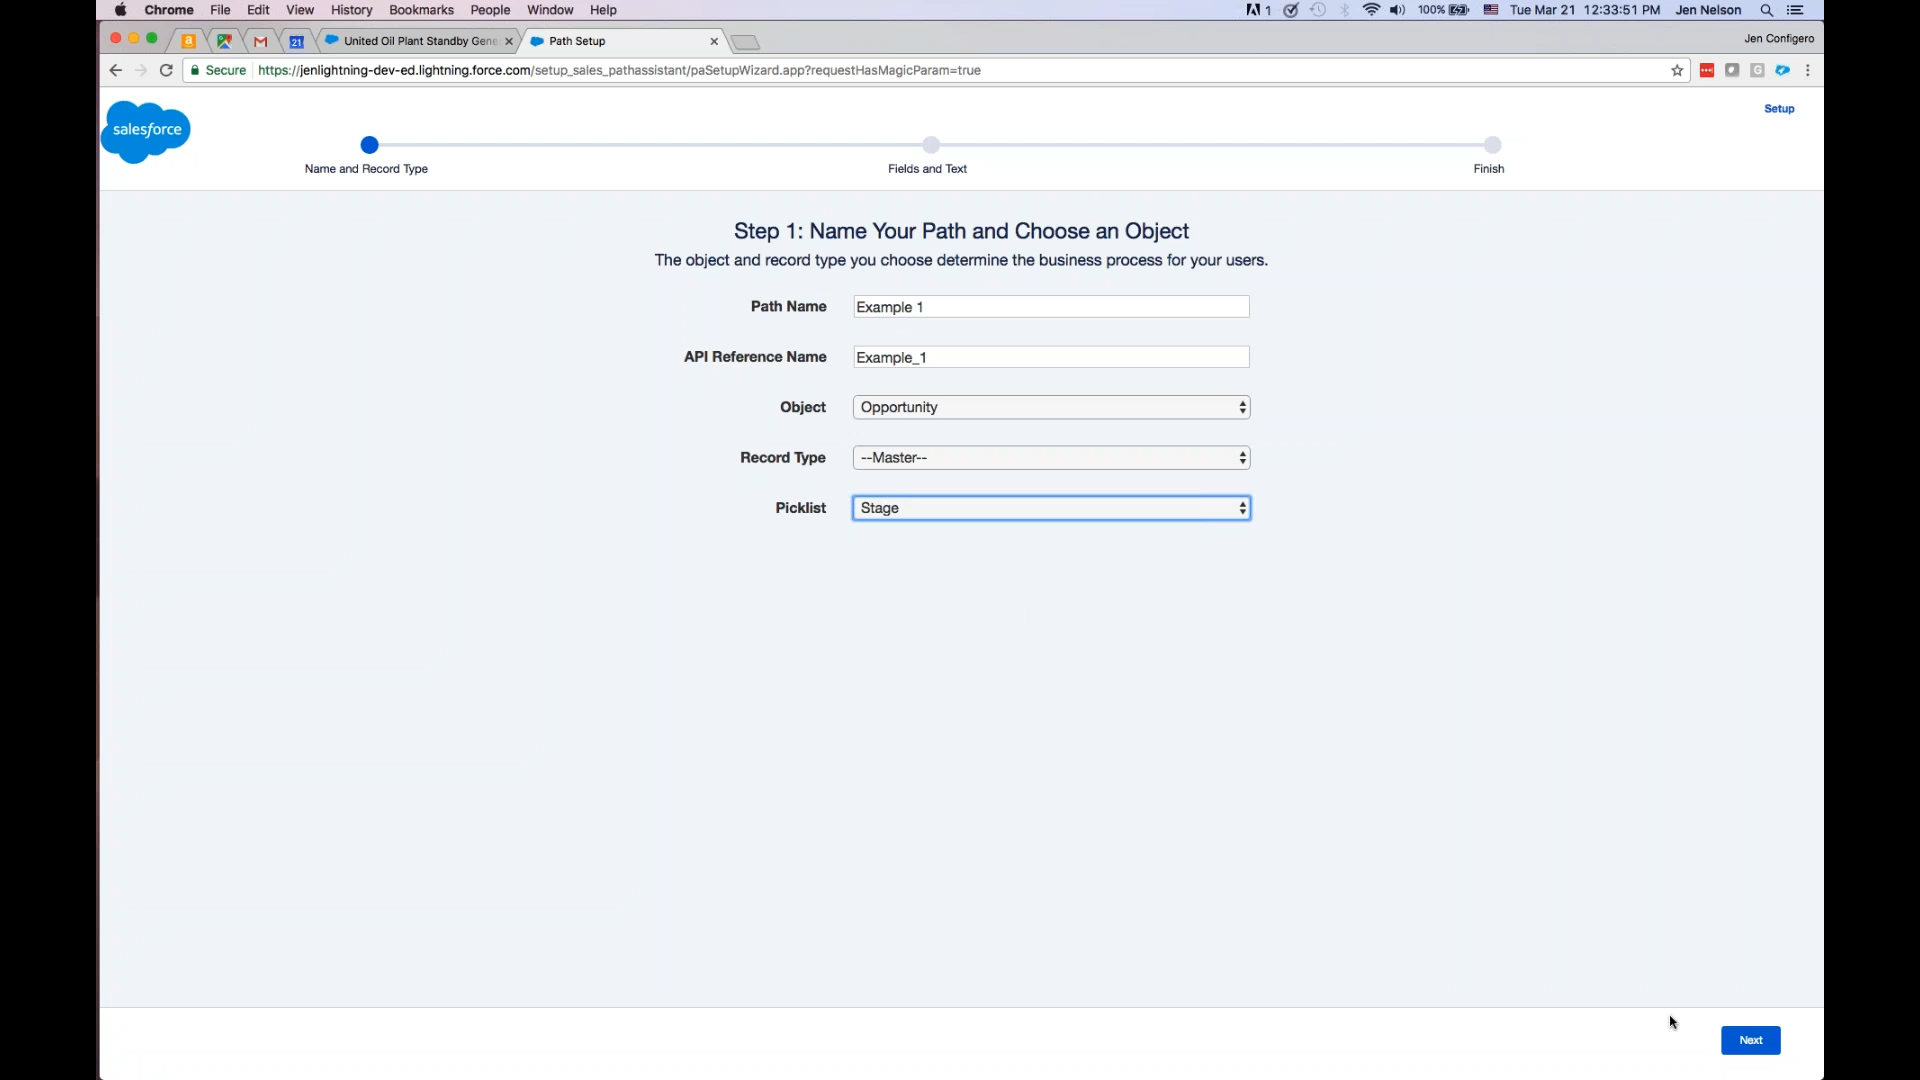 Chrome File Edit View History Bookmarks People Window Help 1 100% Tue Mar 21 12:33:51 PM Jen Nelson
a 21 United Oil Plant Standby Gene Path Setup Jen Configero
Secure https://jenlightning-dev-ed.lightning.force.com/setup_sales_pathassistant/paSetupWizard.app?requestHasMagicParam=true G
salesforce
Setup
Name and Record Type Fields and Text Finish
Step 1: Name Your Path and Choose an Object
The object and record type you choose determine the business process for your users.
Path Name Example 1
API Reference Name Example_1
Object Opportunity
Record Type --Master--
Picklist Stage
Next